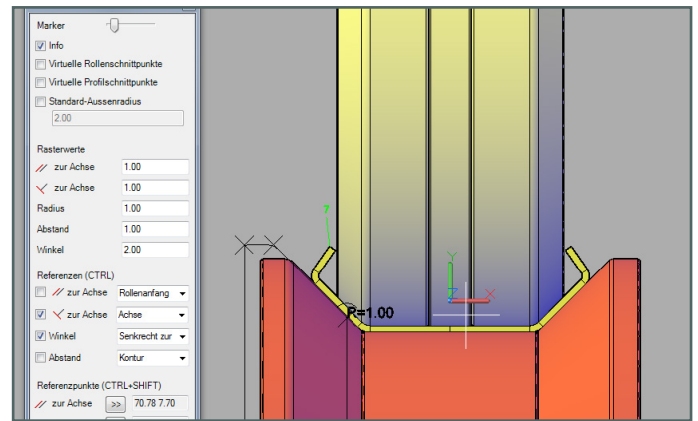 Marker
Info
Virtuelle Rollenschnittpunkte
Virtuelle Profilschnittpunkte
Standard-Aussenradius
2.00
Rasterwerte
zur Achse 1.00
zur Achse 1.00
Radius 1.00
Abstand 1.00
Winkel 2.00
Referenzen (CTRL)
zur Achse Rollenanfang
zur Achse Achse
Winkel Senkrecht zur
Abstand Kontur
Referenzpunkte (CTRL+SHIFT)
zur Achse >> 70.78 7.70
7
Y
X
Z
R=1.00